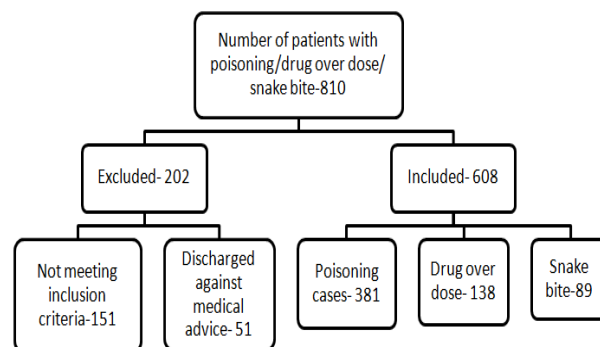 Number of patients with
poisoning/drug over dose/
snake bite-810
Excluded- 202
Included- 608
Not meeting
inclusion
criteria-151
Discharged
against
medical
advice- 51
Poisoning
cases- 381
Drug over
dose- 138
Snake
bite-89